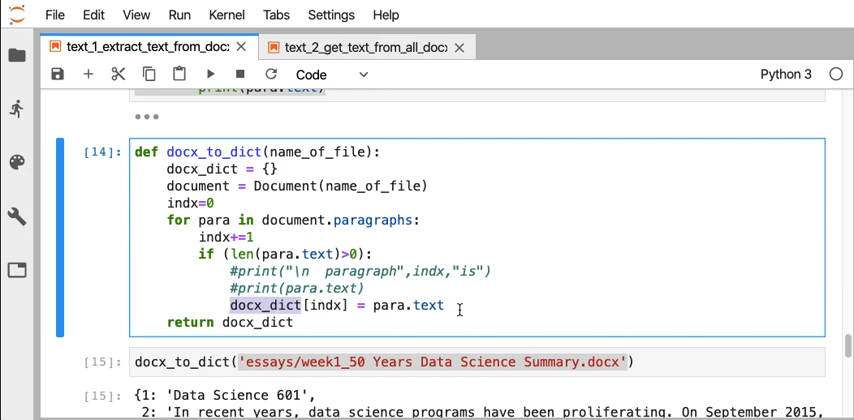 File Edit View Run Kernel Tabs Settings Help
text_1_extract_text_from_doc: text_2_get_text_from_all_doc:
Code Python 3
print(para.text)
[14]: def docx_to_dict(name_of_file):
docx_dict = {}
document = Document(name_of_file)
indx=0
for para in document.paragraphs:
indx+=1
if (len(para.text)>0):
#print("\n  paragraph",indx,"is")
#print(para.text)
docx_dict[indx] = para.text
return docx_dict
[15]: docx_to_dict('essays/week1_50 Years Data Science Summary.docx')
[15]: {1: 'Data Science 601',
2: 'In recent years, data science programs have been proliferating. On September 2015,